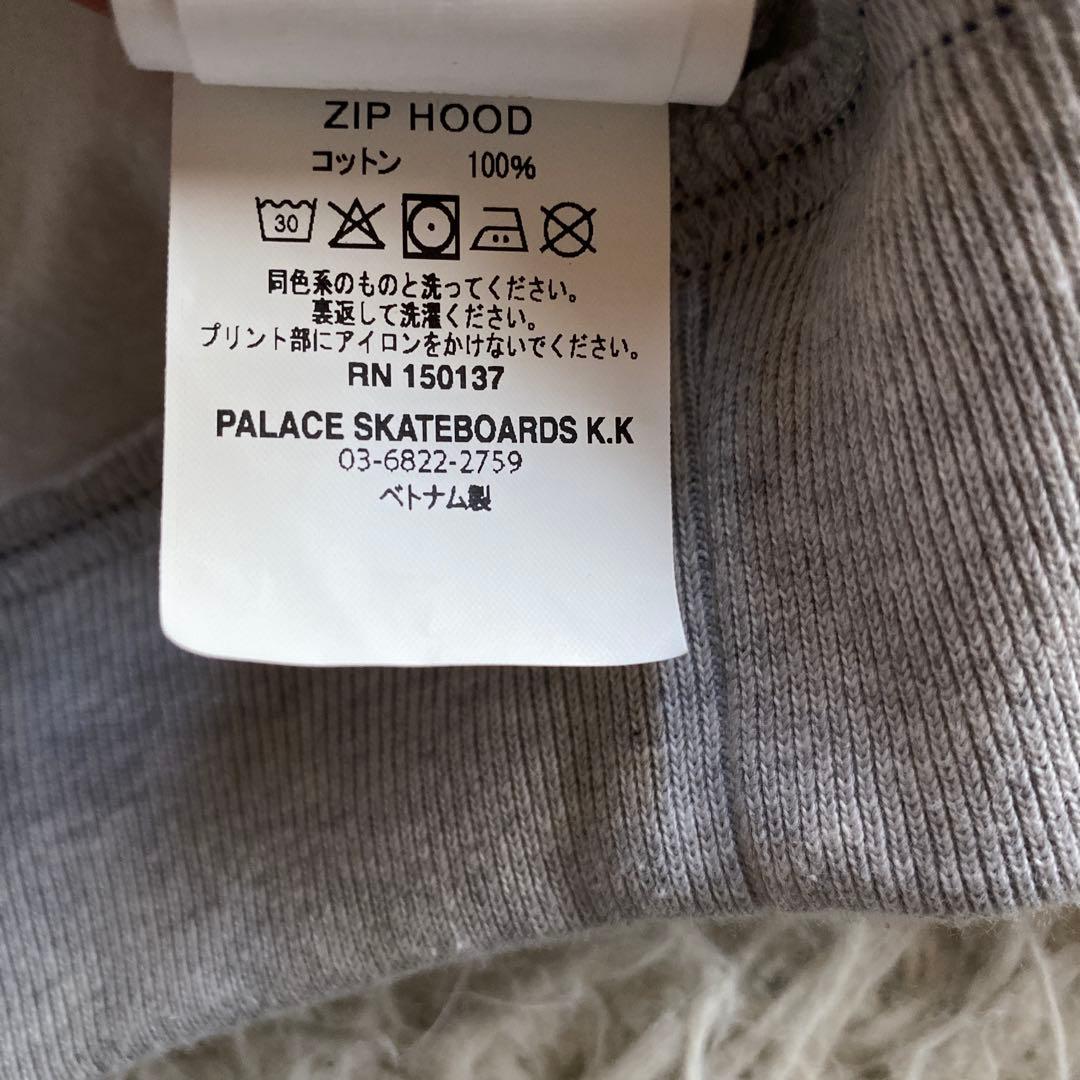 ZIP HOOD
コットン 100%
30
同色系のものと洗ってください。
裏返して洗濯ください。
プリント部にアイロンをかけないでください。
RN 150137
PALACE SKATEBOARDS K.K
03-6822-2759
ベトナム製